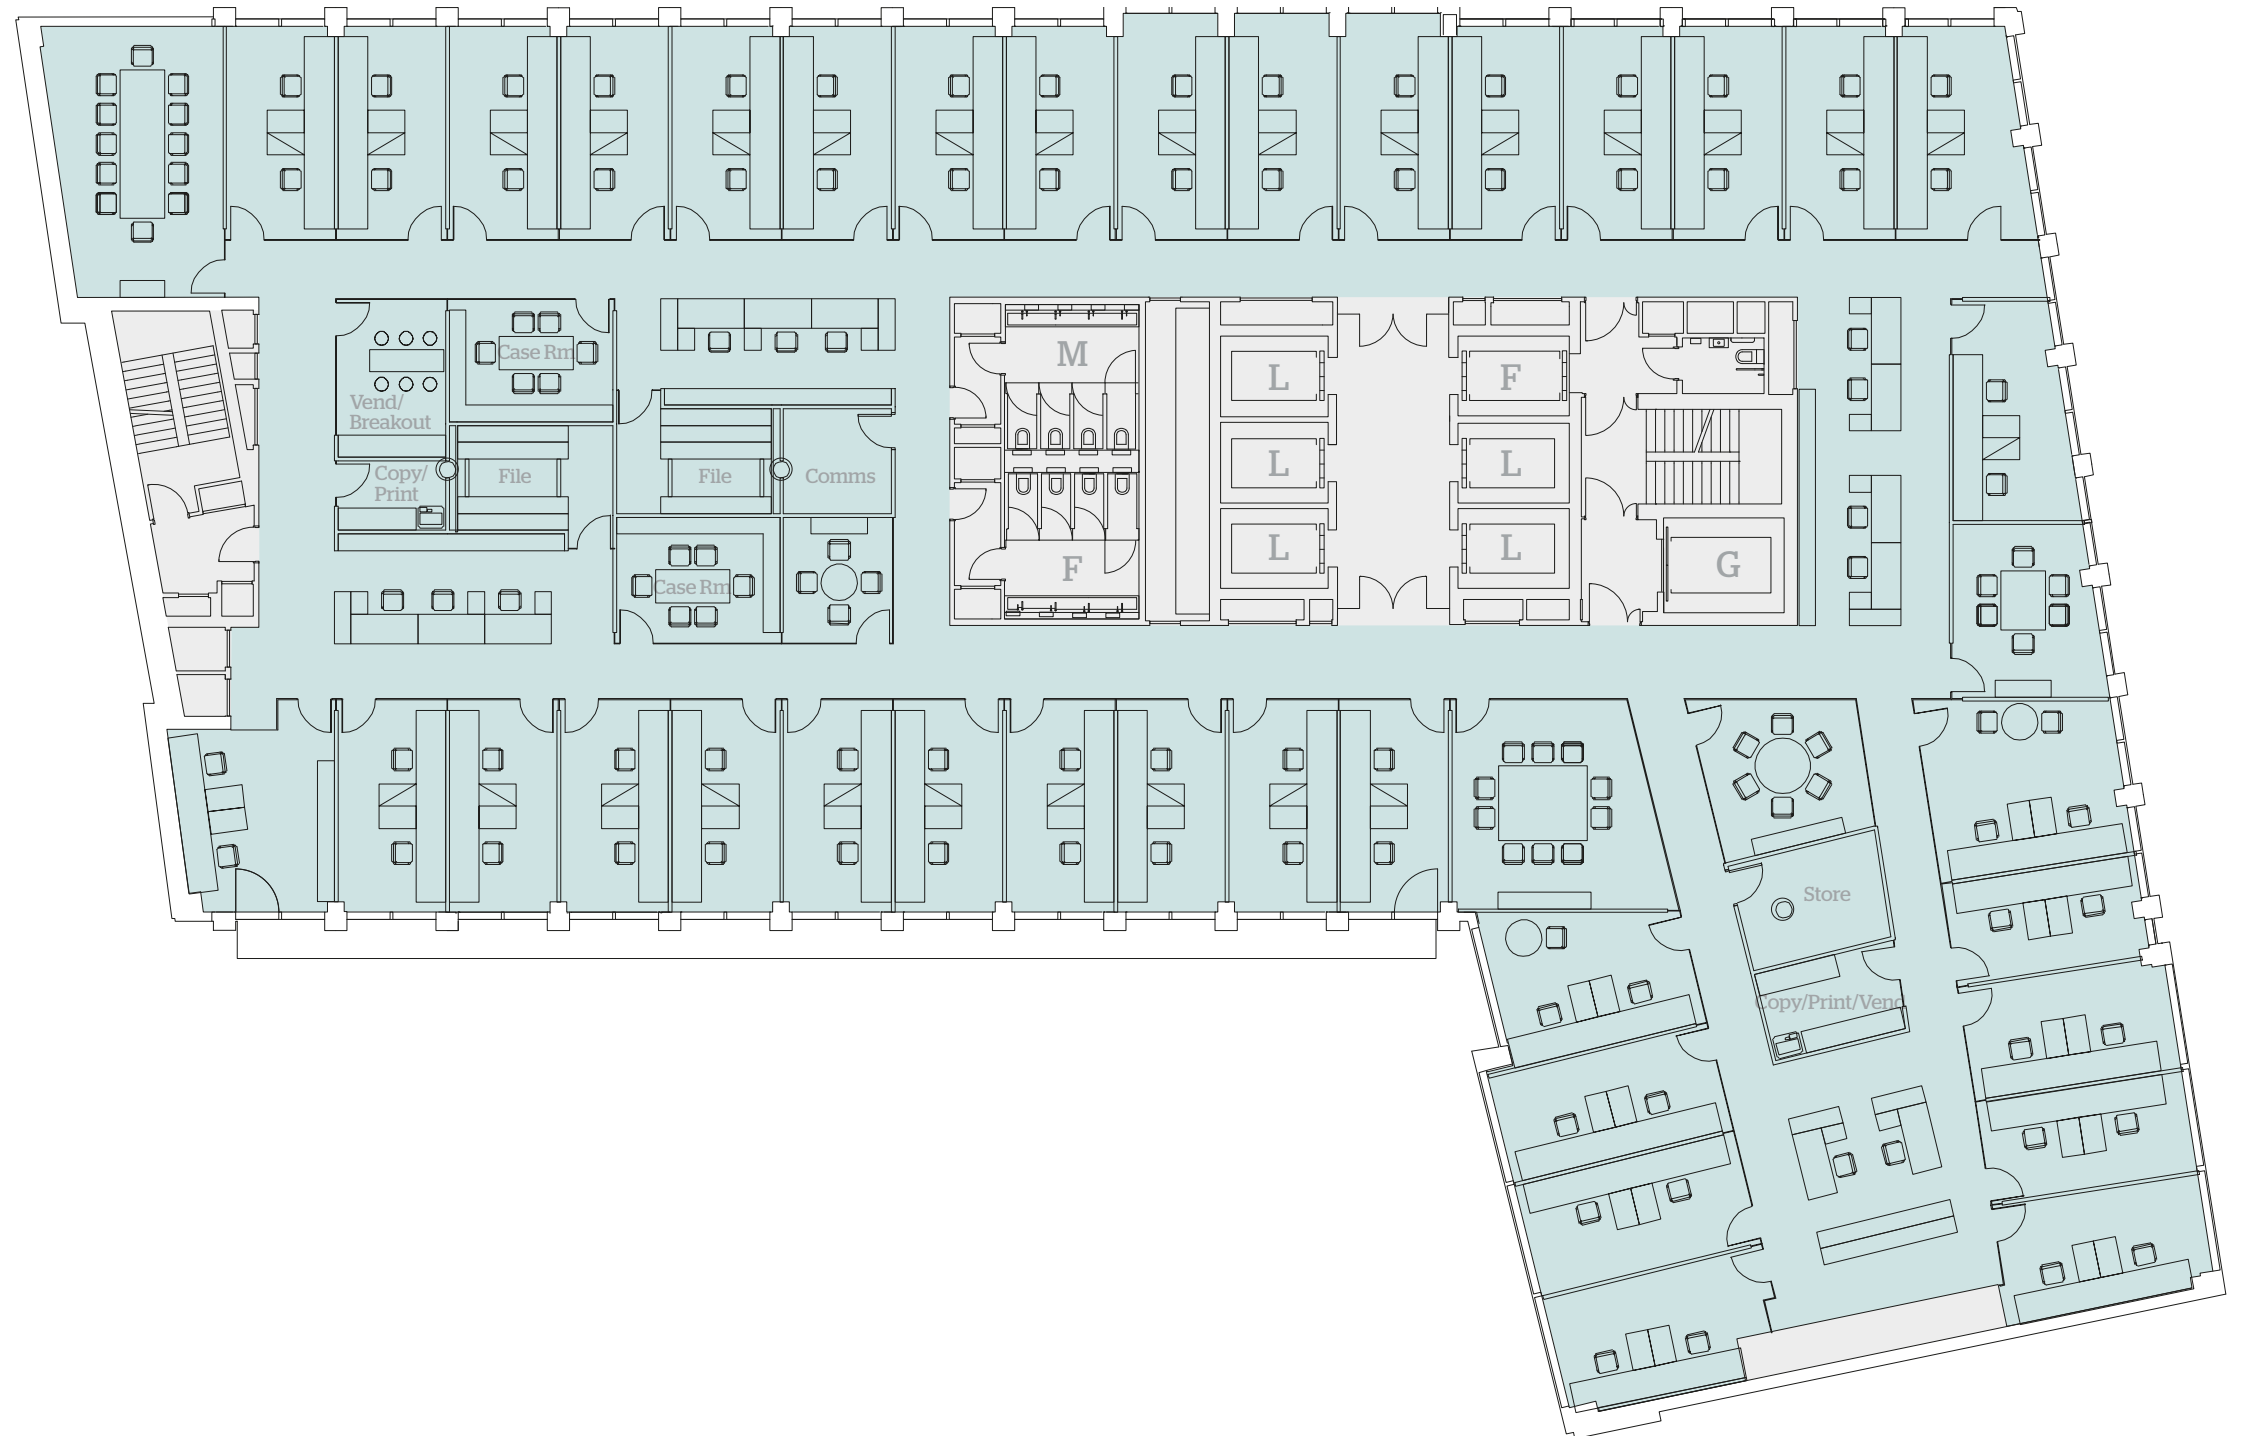 Case Rm
M
L
F
Vend/
Breakout
Copy/
Print
File
File
Comms
L
L
Case Rm
F
L
L
G
Store
Copy/Print/Vend